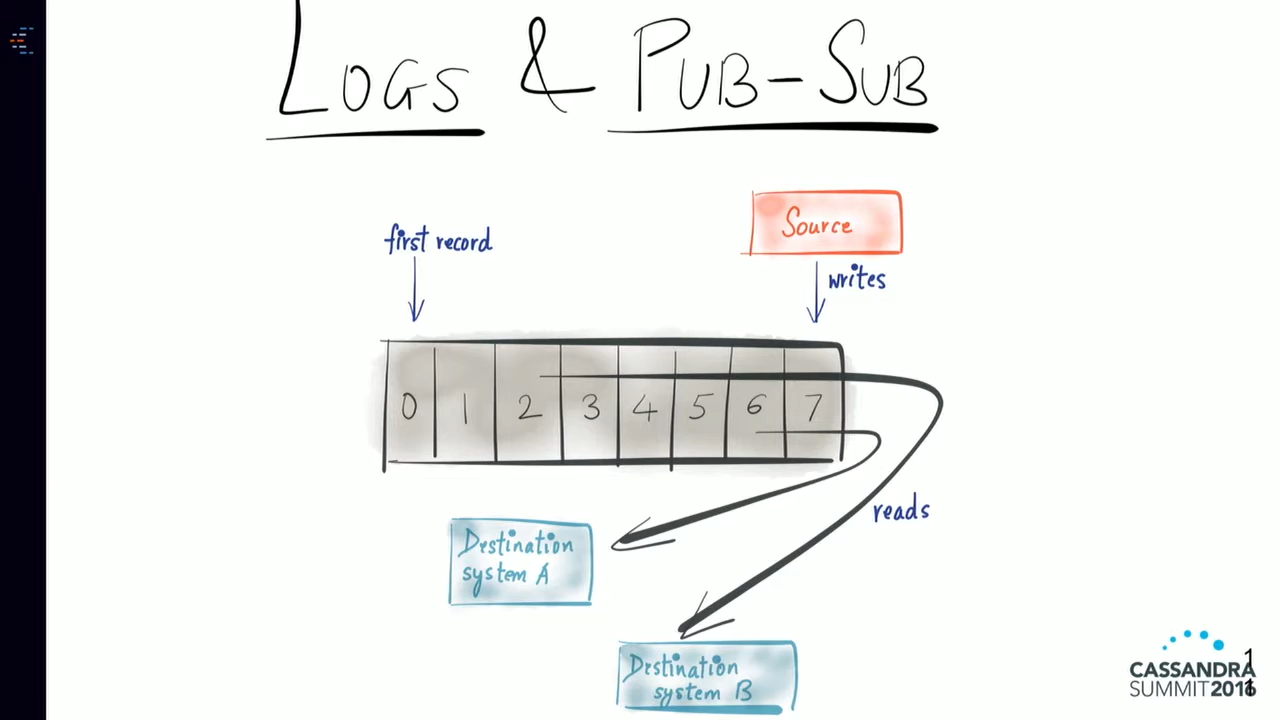 LOGS & PUB-SUB
Source
first record
writes
0 1 2 3 4 5 6 7
reads
Destination
system A
Destination
system B
CASSANDRA
SUMMIT 2016